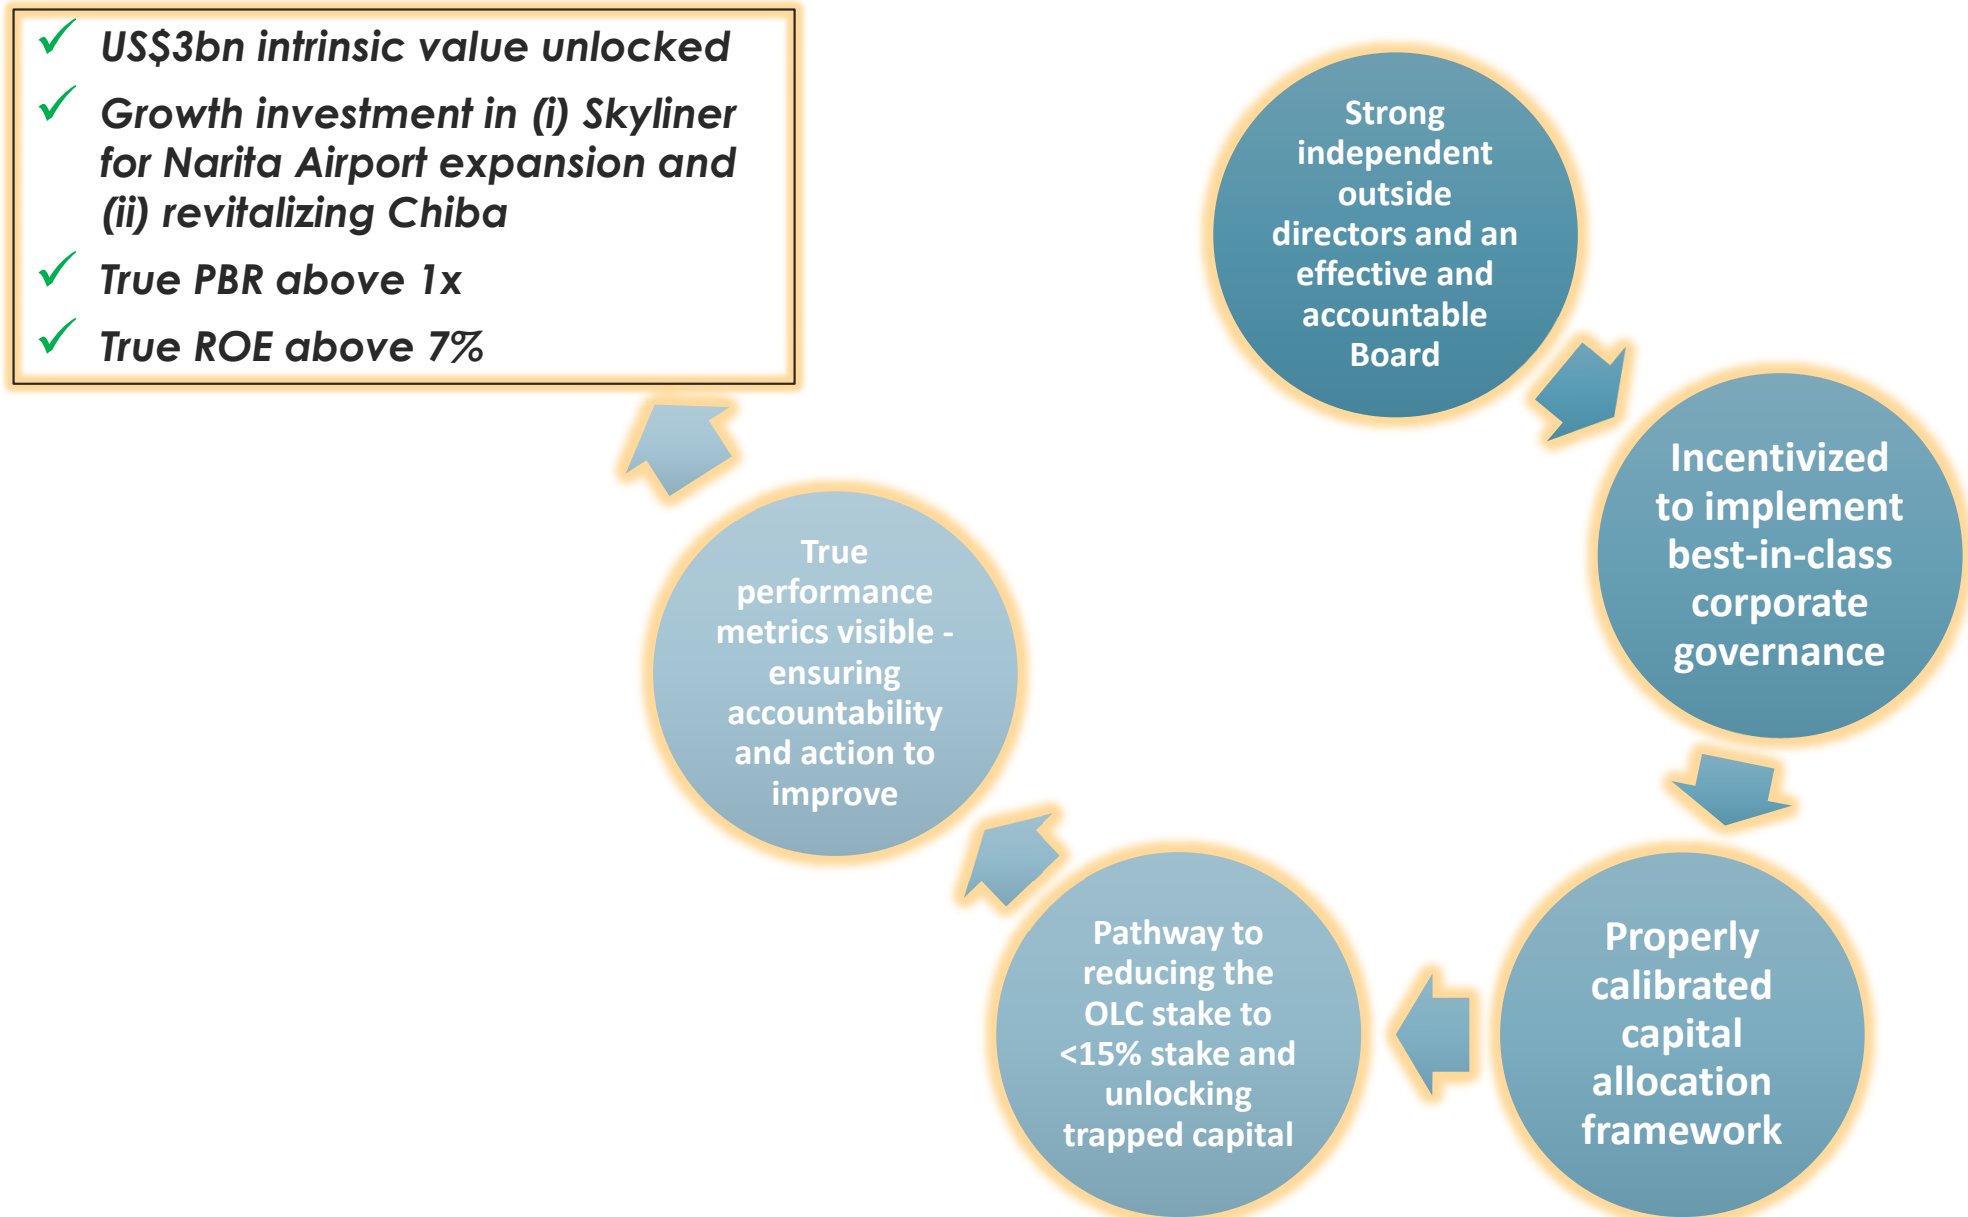 US$3bn intrinsic value unlocked
Growth investment in (i) Skyliner
for Narita Airport expansion and
(ii) revitalizing Chiba
True PBR above 1x
True ROE above 7%
Strong
independent
outside
directors and an
effective and
accountable
Board
Incentivized
to implement
best-in-class
corporate
governance
Properly
calibrated
capital
allocation
framework
Pathway to
reducing the
OLC stake to
<15% stake and
unlocking
trapped capital
True
performance
metrics visible -
ensuring
accountability
and action to
improve